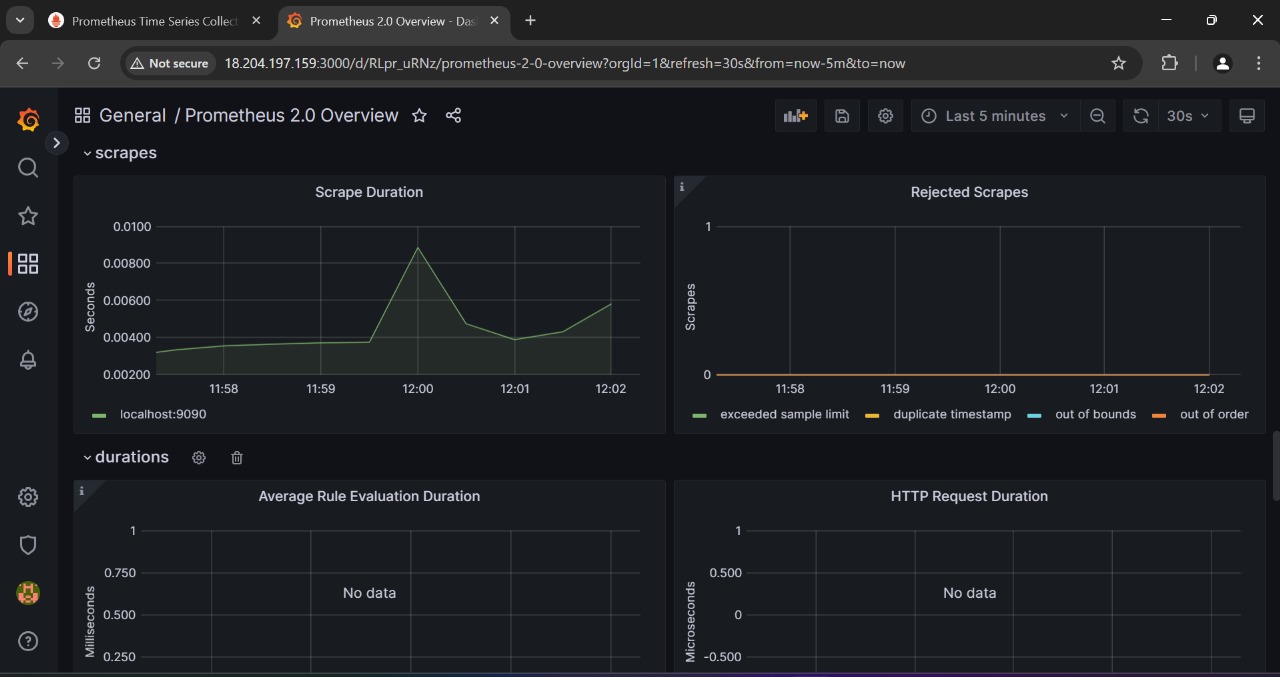 Prometheus Time Series Collect
Prometheus 2.0 Overview - Das
Not secure
18.204.197.159:3000/d/RLpr_uRNz/prometheus-2-0-overview?orgId=1&refresh=30s&from=now-5m&to=now
General / Prometheus 2.0 Overview
Last 5 minutes
30s
scrapes
Scrape Duration
0.0100
0.00800
0.00600
0.00400
0.00200
Seconds
11:58 11:59 12:00 12:01 12:02
localhost:9090
i
Rejected Scrapes
1
0
Scrapes
11:58 11:59 12:00 12:01 12:02
exceeded sample limit duplicate timestamp out of bounds out of order
durations
i
Average Rule Evaluation Duration
1
0.750
0.500
0.250
Milliseconds
No data
HTTP Request Duration
1
0.500
0
-0.500
Microseconds
No data